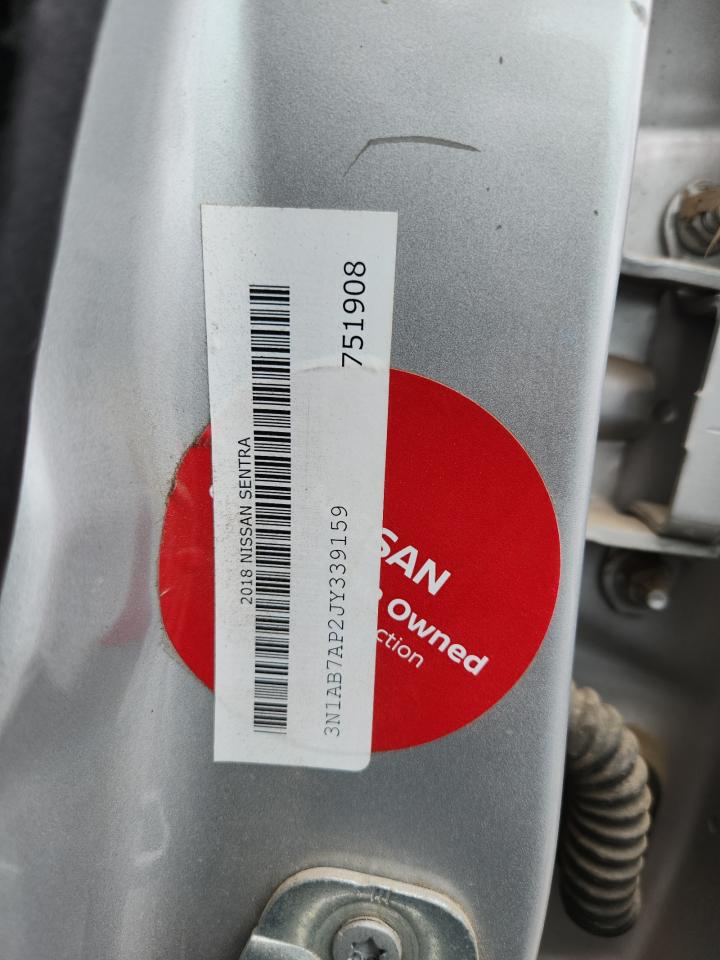 2018 NISSAN SENTRA
751908
3N1AB7AP2JY339159
SAN
Owned
ction